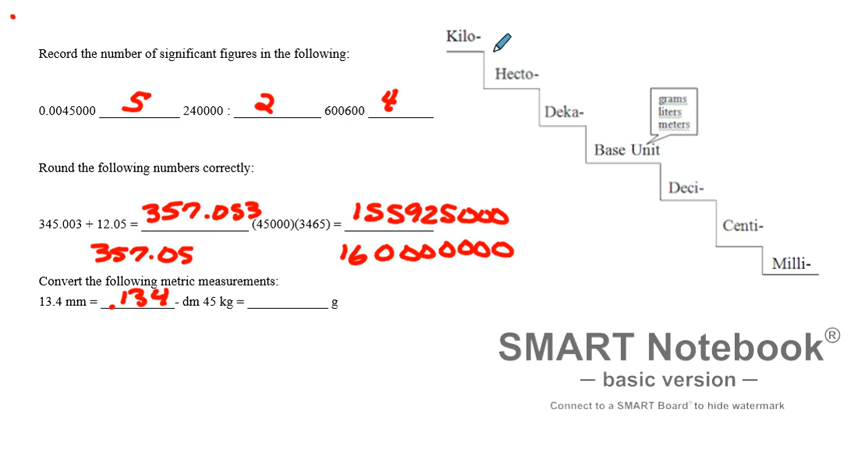 Record the number of significant figures in the following:
0.0045000 5 240000 : 2 600600 4
Round the following numbers correctly:
345.003 + 12.05 = 357.053 (45000)(3465) = 155925000
357.05 160000000
Convert the following metric measurements:
13.4 mm = .134 - dm 45 kg = ____________ g
Kilo-
Hecto-
Deka-
grams
liters
meters
Base Unit
Deci-
Centi-
Milli-
SMART Notebook®
— basic version —
Connect to a SMART Board® to hide watermark